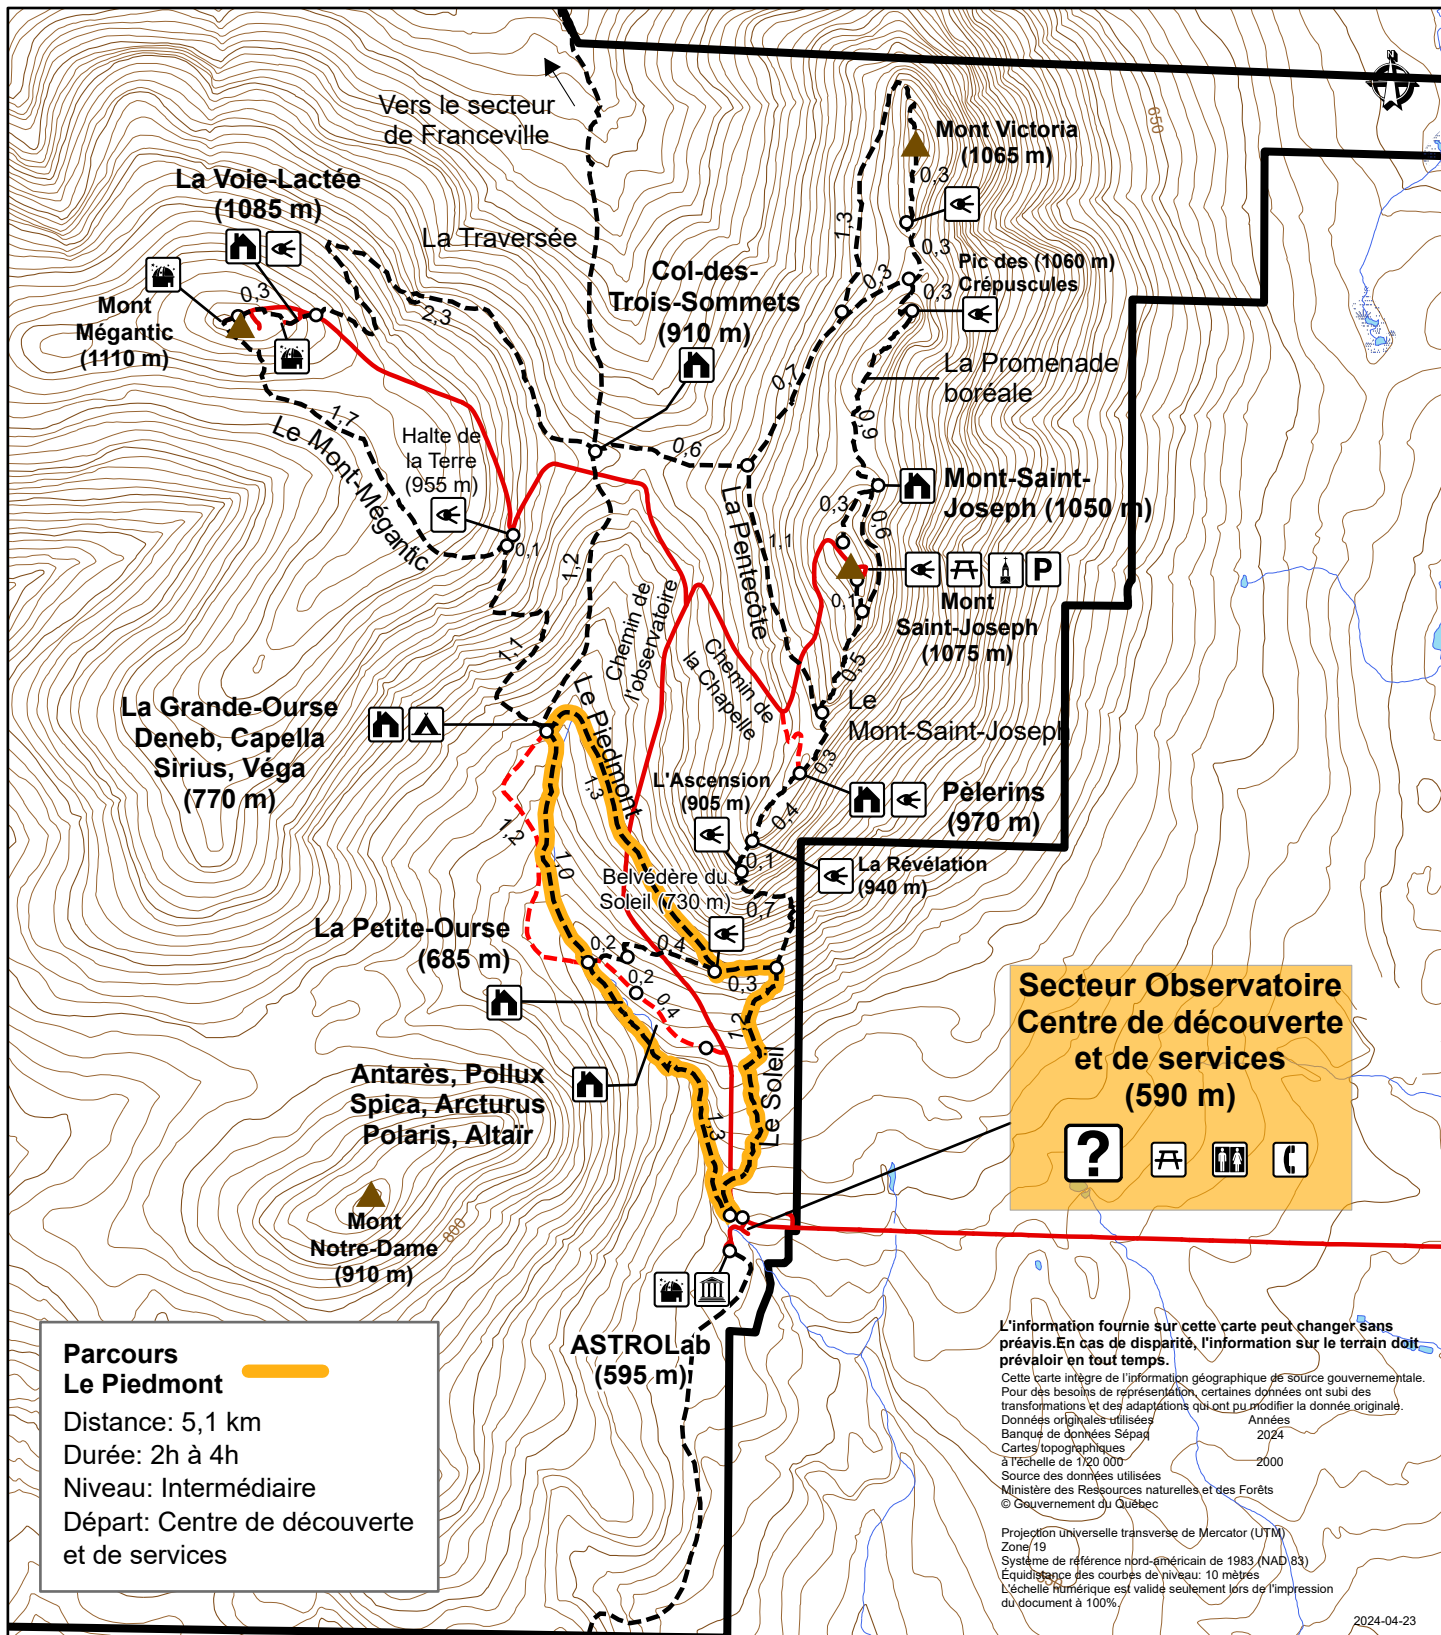 N
650
Vers le secteur
de Franceville
Mont Victoria
(1065 m)
0,3
La Voie-Lactée
(1085 m)
1,3
La Traversée
0,3
Pic des (1060 m)
Crépuscules
Col-des-
Trois-Sommets
(910 m)
0,3
0,3
0,3
Mont
Mégantic
(1110 m)
2,3
La Promenade
boréale
0,7
0,9
1,7
Le Mont-Mégantic
Halte de
la Terre
(955 m)
0,6
Mont-Saint-
Joseph (1050 m)
0,3
0,6
La Pentecôte
1,1
0,1
1,2
P
Mont
Saint-Joseph
(1075 m)
0,1
Chemin de
l'observatoire
Chemin de
la Chapelle
1,1
0,5
Le
Mont-Saint-Joseph
La Grande-Ourse
Deneb, Capella
Sirius, Véga
(770 m)
Le Piedmont
1,3
0,3
L'Ascension
(905 m)
Pèlerins
(970 m)
0,4
1,2
1,0
0,1
La Révélation
(940 m)
Belvédère du
Soleil (730 m)
0,7
La Petite-Ourse
(685 m)
0,2
0,4
0,2
0,3
0,4
1,2
Secteur Observatoire
Centre de découverte
et de services
(590 m)
?
Le Soleil
Antarès, Pollux
Spica, Arcturus
Polaris, Altaïr
1,3
Mont
Notre-Dame
(910 m)
800
ASTROLab
(595 m)
Parcours
Le Piedmont
Distance: 5,1 km
Durée: 2h à 4h
Niveau: Intermédiaire
Départ: Centre de découverte
et de services
L'information fournie sur cette carte peut changer sans
préavis.En cas de disparité, l'information sur le terrain doit
prévaloir en tout temps.
Cette carte intègre de l'information géographique de source gouvernementale.
Pour des besoins de représentation, certaines données ont subi des
transformations et des adaptations qui ont pu modifier la donnée originale.
Données originales utilisées Années
Banque de données Sépaq 2024
Cartes topographiques
à l'échelle de 1/20 000 2000
Source des données utilisées
Ministère des Ressources naturelles et des Forêts
© Gouvernement du Québec
Projection universelle transverse de Mercator (UTM)
Zone 19
Système de référence nord-américain de 1983 (NAD 83)
Équidistance des courbes de niveau: 10 mètres
L'échelle numérique est valide seulement lors de l'impression
du document à 100%.
2024-04-23